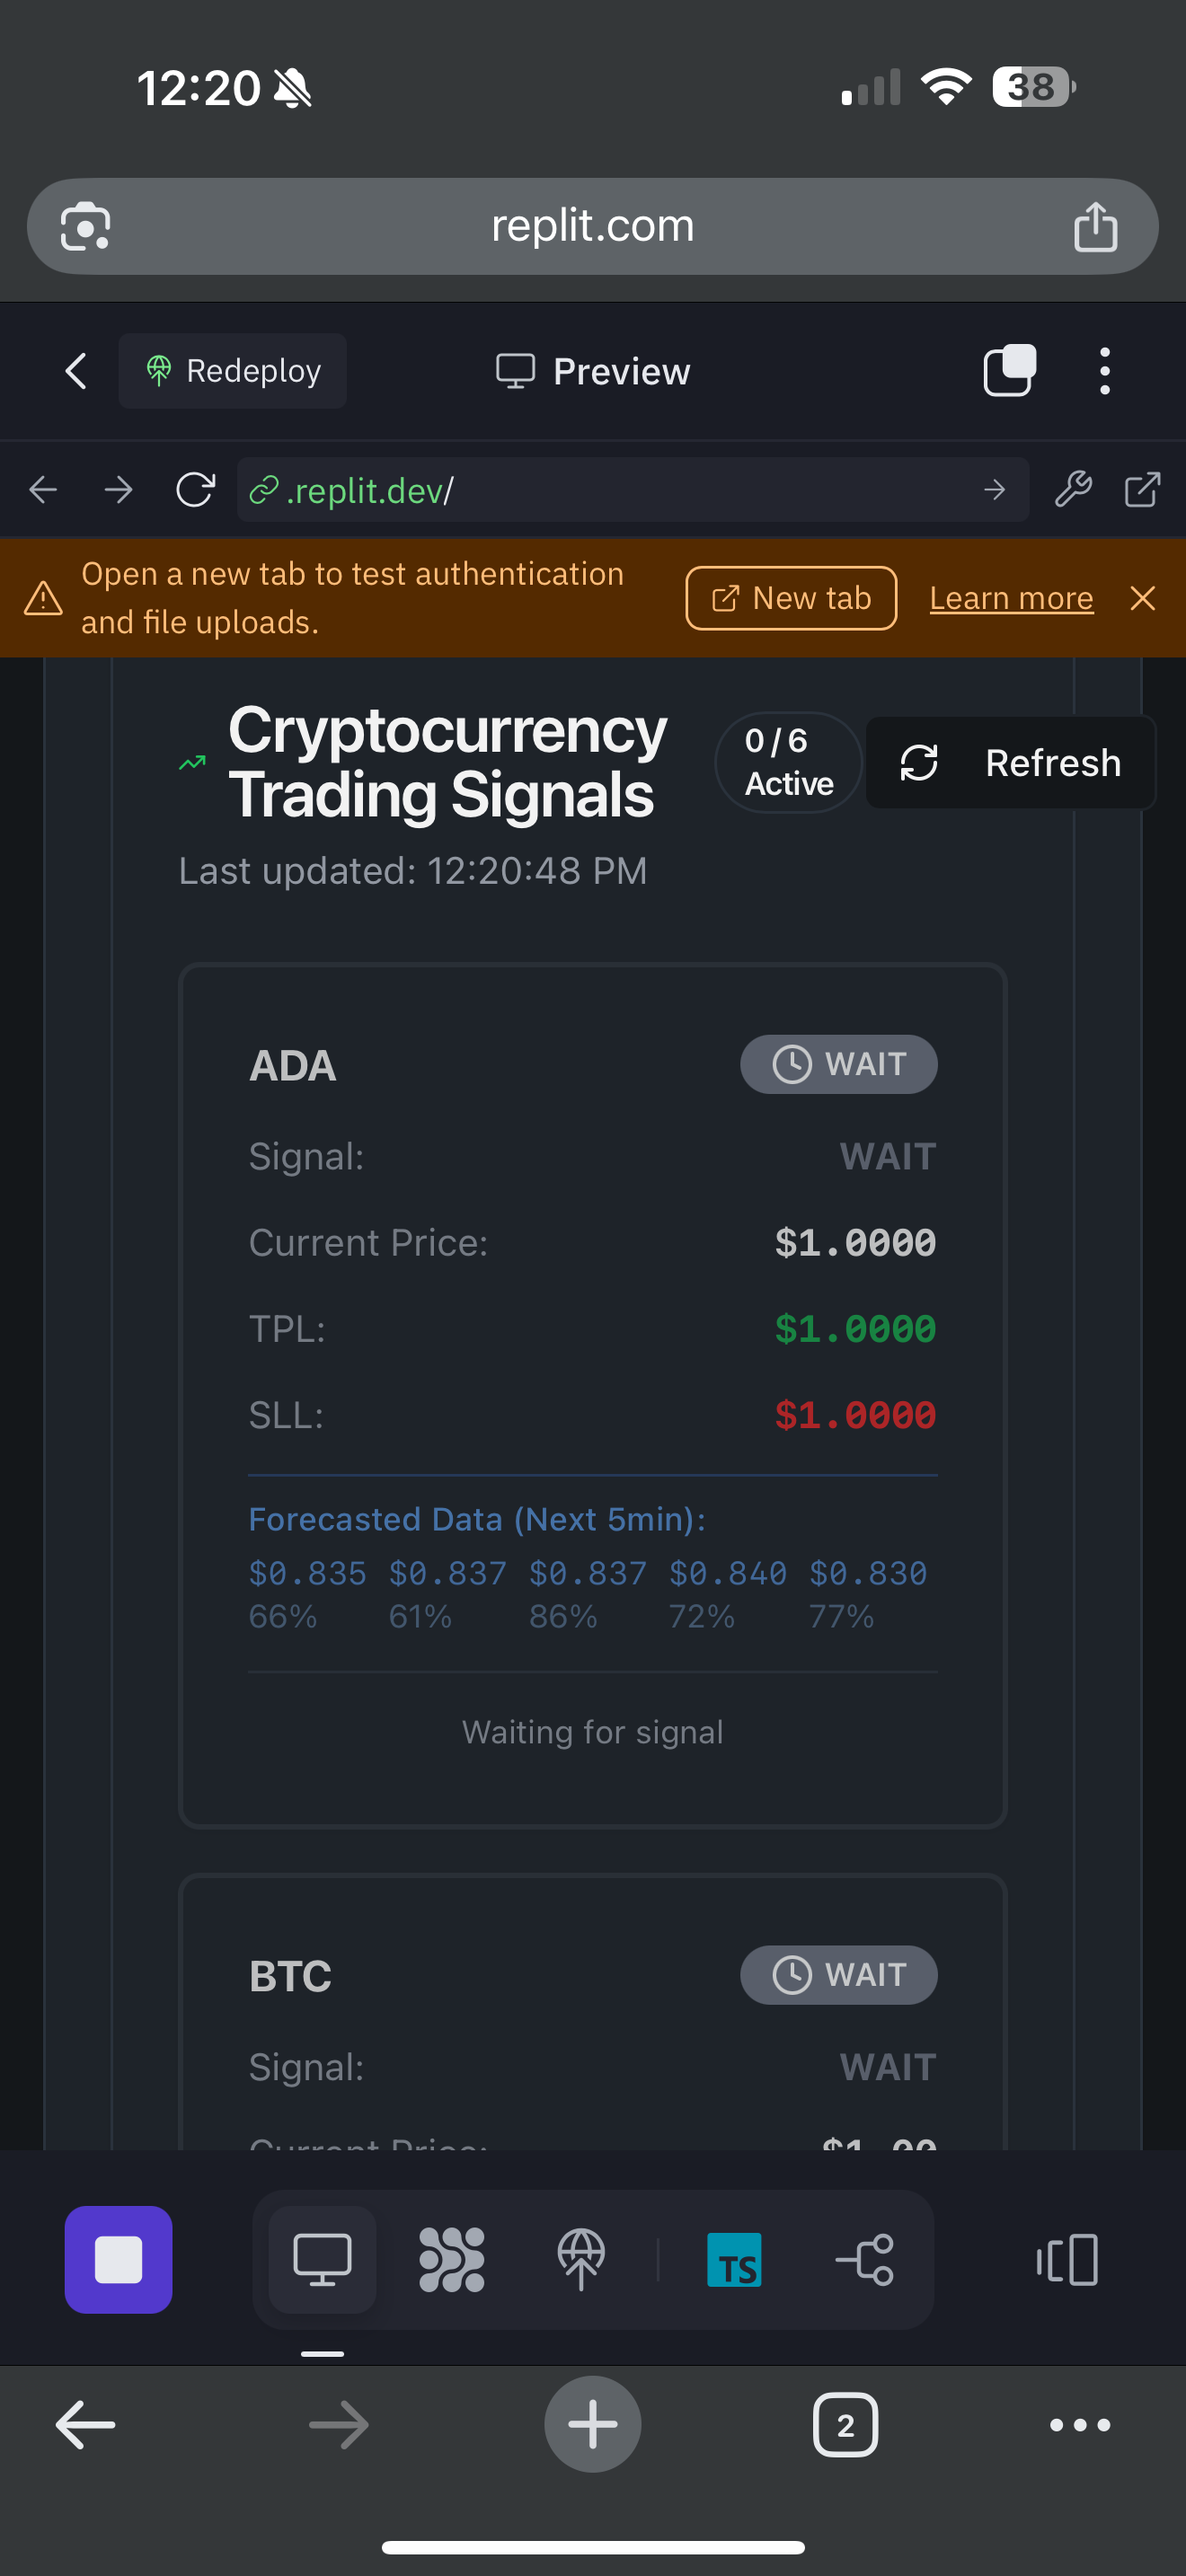 12:20
38
replit.com
Redeploy
Preview
.replit.dev/
Open a new tab to test authentication
and file uploads.
New tab
Learn more
Cryptocurrency
Trading Signals
0 / 6
Active
Refresh
Last updated: 12:20:48 PM
ADA
WAIT
Signal:
WAIT
Current Price:
$1.0000
TPL:
$1.0000
SLL:
$1.0000
Forecasted Data (Next 5min):
$0.835 $0.837 $0.837 $0.840 $0.830
66% 61% 86% 72% 77%
Waiting for signal
BTC
WAIT
Signal:
WAIT
Current Price:
$1.00
TS
2